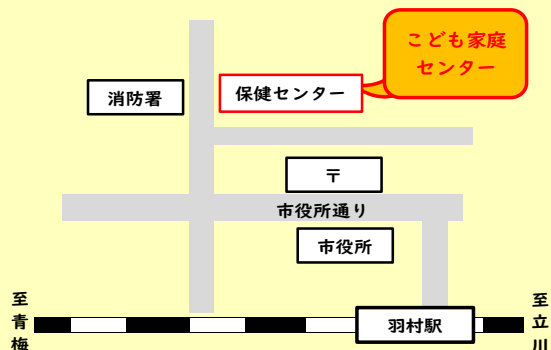 こども家庭
センター
消防署
保健センター
〒
市役所通り
市役所
至青梅
羽村駅
至立川